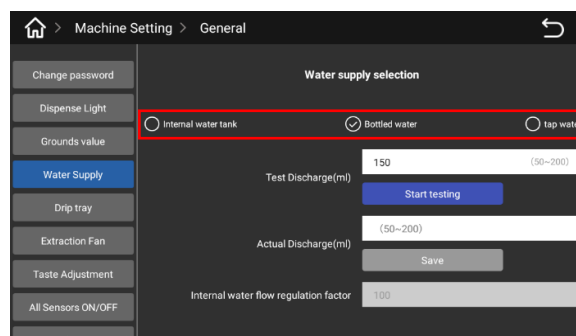 Machine Setting > General
Change password
Dispense Light
Grounds value
Water Supply
Drip tray
Extraction Fan
Taste Adjustment
All Sensors ON/OFF
Water supply selection
Internal water tank
Bottled water
tap wate
Test Discharge(ml)
150
(50~200)
Start testing
Actual Discharge(ml)
(50~200)
Save
Internal water flow regulation factor
100